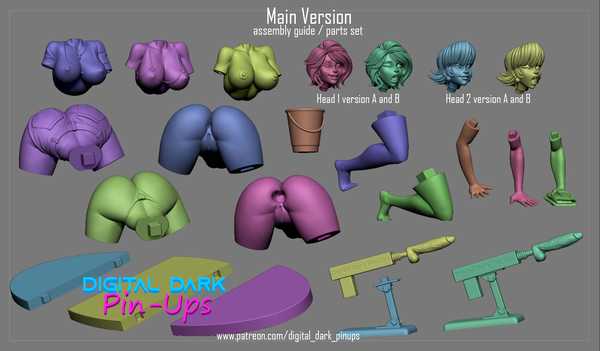 Main Version
assembly guide / parts set
Head 1 version A and B
Head 2 version A and B
DIGITAL DARK
Pin-Ups
www.patreon.com/digital_dark_pinups